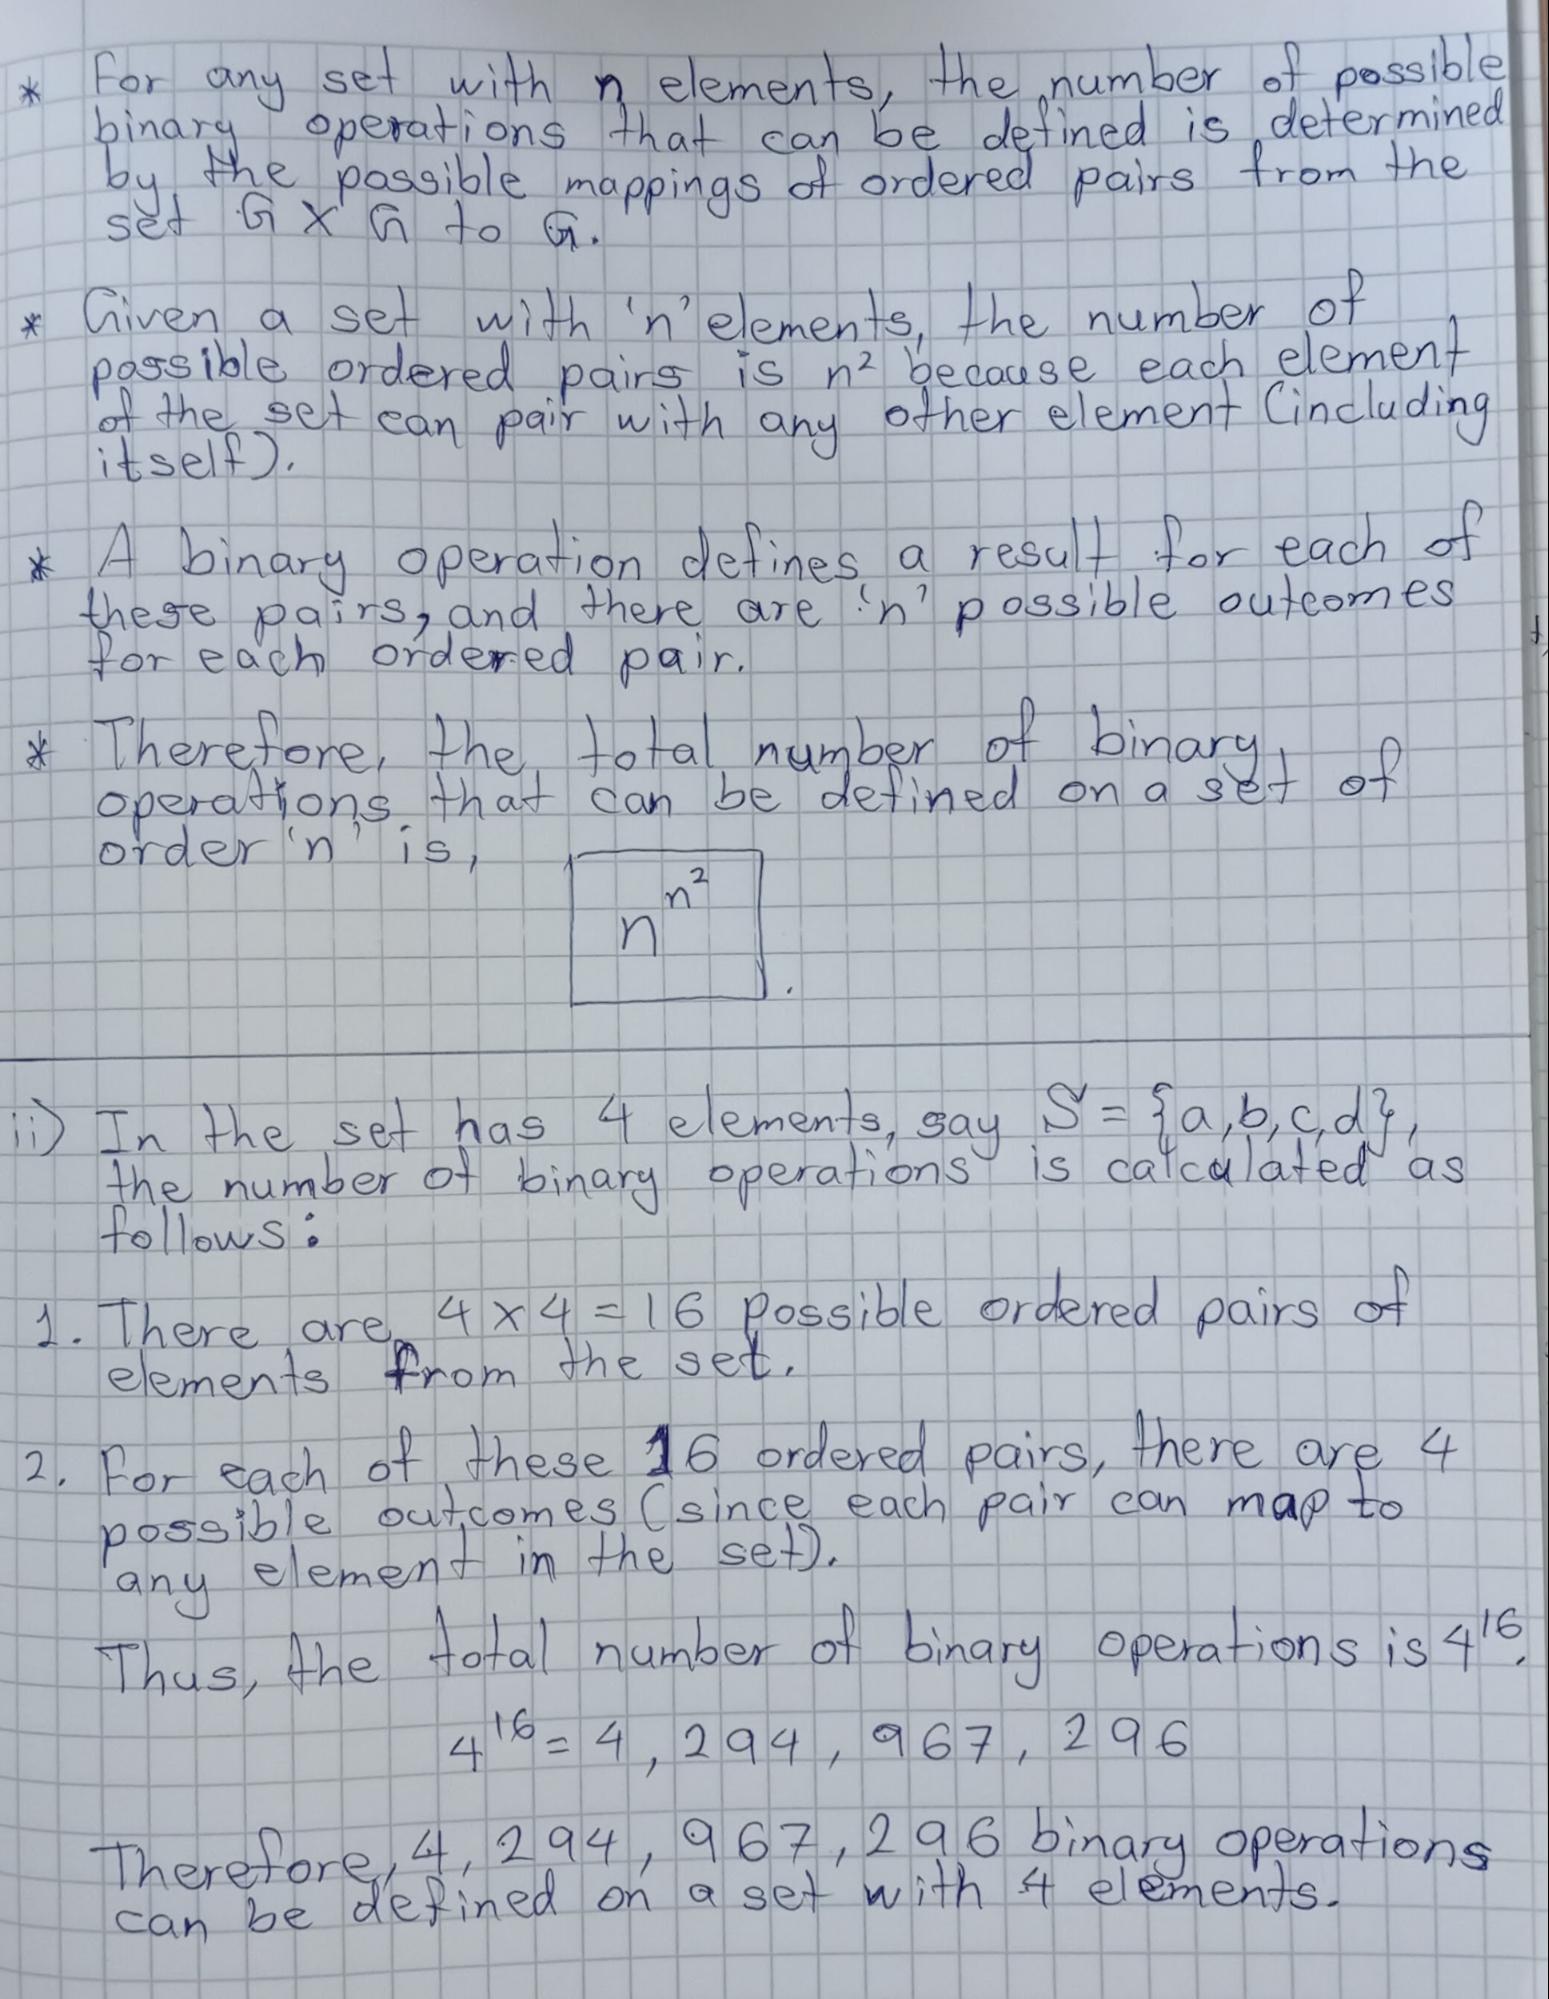 * For any set with n elements, the number of possible
binary operations that can be defined is determined
by the possible mappings of ordered pairs from the
set G X G to G.
* Given a set with 'n' elements, the number of
possible ordered pairs is n² because each element
of the set can pair with any other element (including
itself).
* A binary operation defines a result for each of
these pairs, and there are 'n' possible outcomes
for each ordered pair.
* Therefore, the total number of binary
operations that can be defined on a set of
order 'n' is,
n^n² .
ii) In the set has 4 elements, say S = {a,b,c,d},
the number of binary operations is calculated as
follows:
1. There are 4 × 4 = 16 possible ordered pairs of
elements from the set.
2. For each of these 16 ordered pairs, there are 4
possible outcomes (since each pair can map to
any element in the set).
Thus, the total number of binary operations is 4¹⁶.
4¹⁶ = 4,294,967,296
Therefore, 4,294,967,296 binary operations
can be defined on a set with 4 elements.